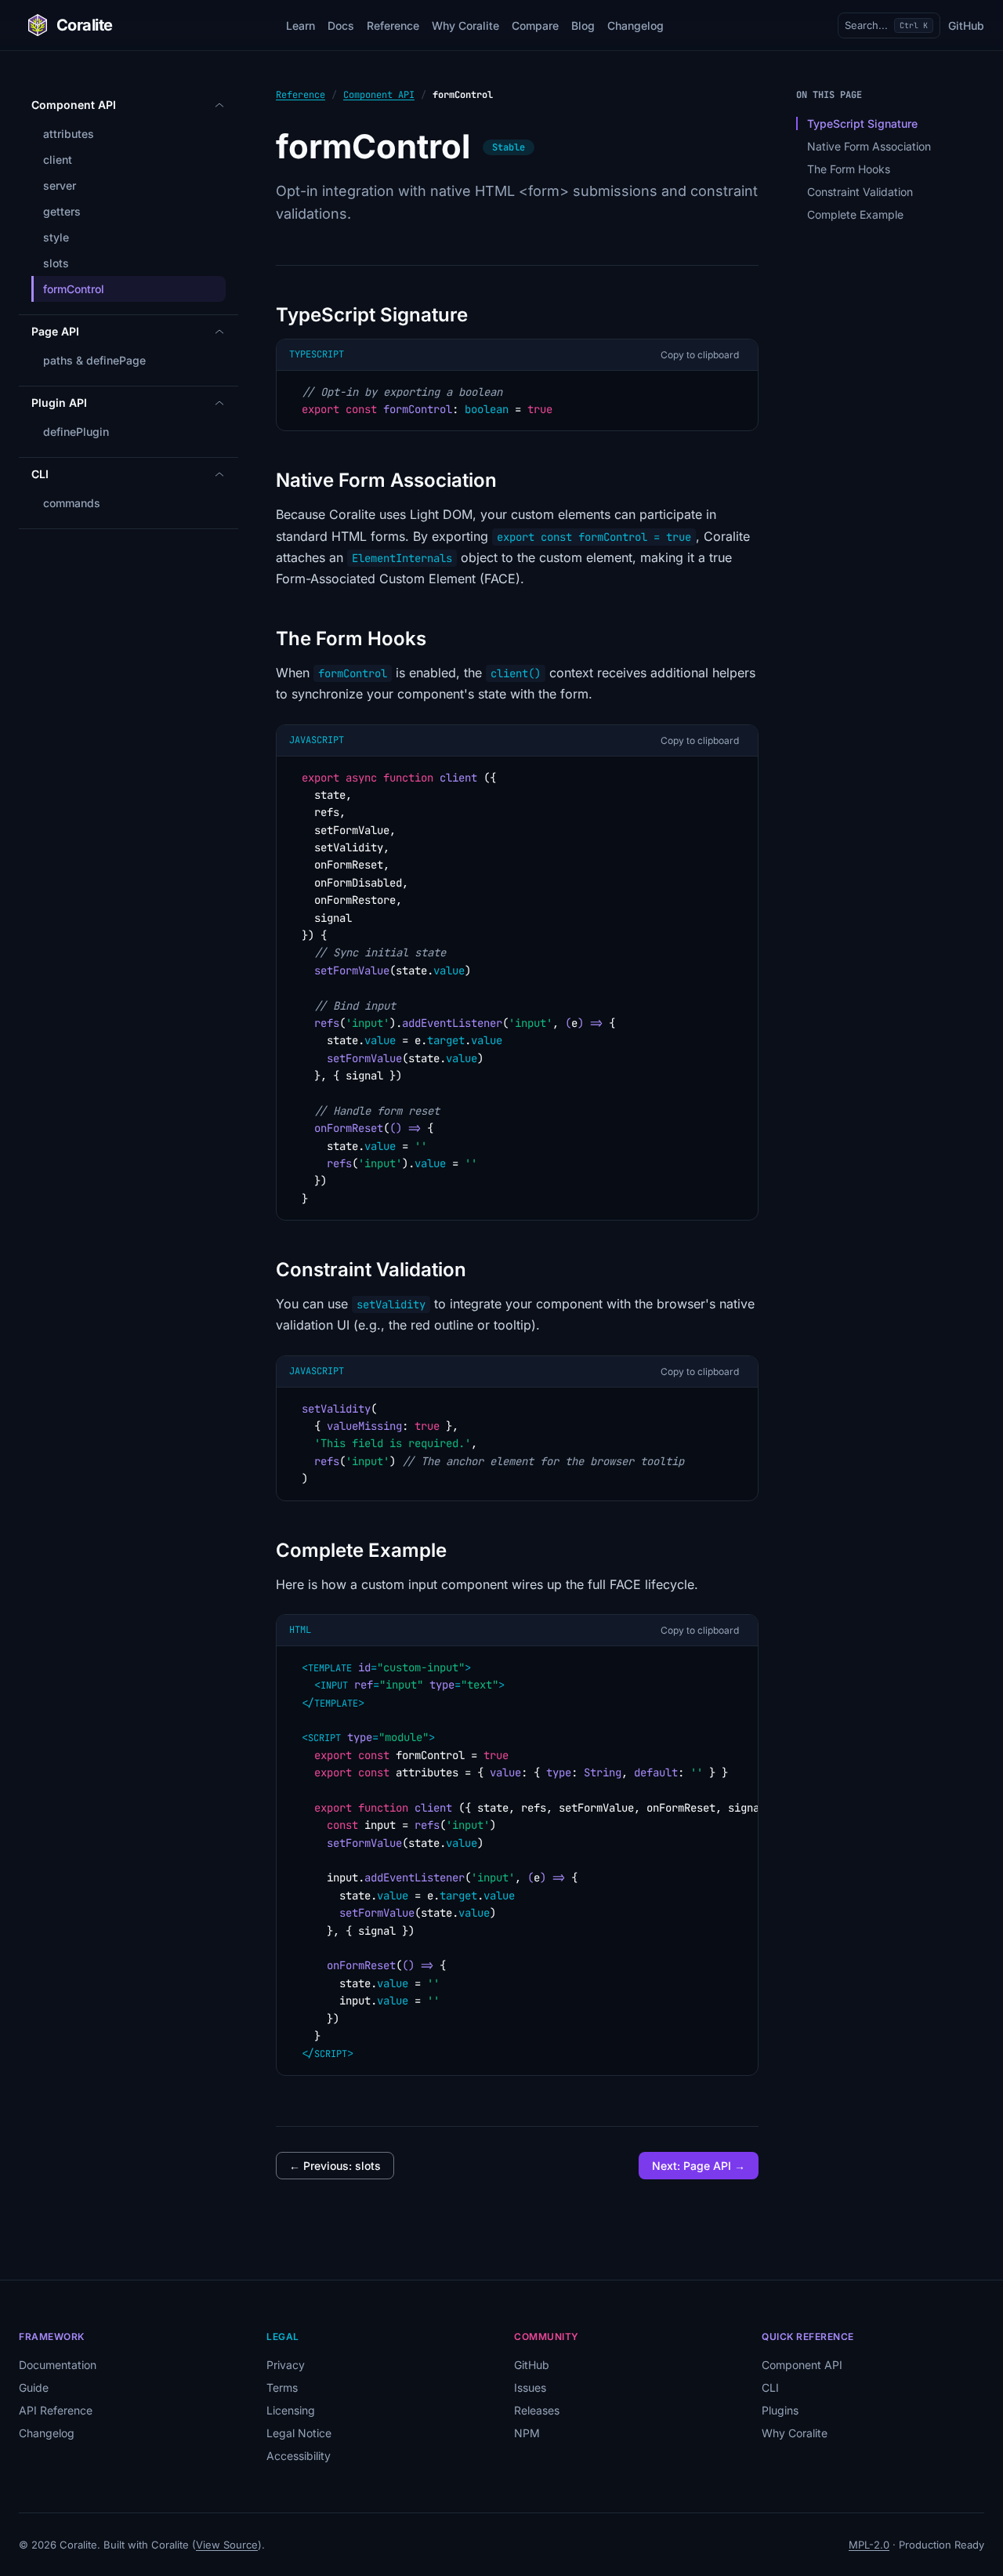 Coralite
Learn Docs Reference Why Coralite Compare Blog Changelog
Search... Ctrl K GitHub
Component API
attributes
client
server
getters
style
slots
formControl
Page API
paths & definePage
Plugin API
definePlugin
CLI
commands
Reference / Component API / formControl
formControl Stable
Opt-in integration with native HTML <form> submissions and constraint
validations.
TypeScript Signature
TYPESCRIPT Copy to clipboard
// Opt-in by exporting a boolean
export const formControl: boolean = true
Native Form Association
Because Coralite uses Light DOM, your custom elements can participate in
standard HTML forms. By exporting export const formControl = true, Coralite
attaches an ElementInternals object to the custom element, making it a true
Form-Associated Custom Element (FACE).
The Form Hooks
When formControl is enabled, the client() context receives additional helpers
to synchronize your component's state with the form.
JAVASCRIPT Copy to clipboard
export async function client ({
  state,
  refs,
  setFormValue,
  setValidity,
  onFormReset,
  onFormDisabled,
  onFormRestore,
  signal
}) {
  // Sync initial state
  setFormValue(state.value)
  // Bind input
  refs('input').addEventListener('input', (e) => {
    state.value = e.target.value
    setFormValue(state.value)
  }, { signal })
  // Handle form reset
  onFormReset(() => {
    state.value = ''
    refs('input').value = ''
  })
}
Constraint Validation
You can use setValidity to integrate your component with the browser's native
validation UI (e.g., the red outline or tooltip).
JAVASCRIPT Copy to clipboard
setValidity(
  { valueMissing: true },
  'This field is required.',
  refs('input') // The anchor element for the browser tooltip
)
Complete Example
Here is how a custom input component wires up the full FACE lifecycle.
HTML Copy to clipboard
<TEMPLATE id="custom-input">
  <INPUT ref="input" type="text">
</TEMPLATE>
<SCRIPT type="module">
  export const formControl = true
  export const attributes = { value: { type: String, default: '' } }
  export function client ({ state, refs, setFormValue, onFormReset, signa
    const input = refs('input')
    setFormValue(state.value)
    input.addEventListener('input', (e) => {
      state.value = e.target.value
      setFormValue(state.value)
    }, { signal })
    onFormReset(() => {
      state.value = ''
      input.value = ''
    })
  }
</SCRIPT>
← Previous: slots
Next: Page API →
ON THIS PAGE
TypeScript Signature
Native Form Association
The Form Hooks
Constraint Validation
Complete Example
FRAMEWORK
Documentation
Guide
API Reference
Changelog
LEGAL
Privacy
Terms
Licensing
Legal Notice
Accessibility
COMMUNITY
GitHub
Issues
Releases
NPM
QUICK REFERENCE
Component API
CLI
Plugins
Why Coralite
© 2026 Coralite. Built with Coralite (View Source).
MPL-2.0 · Production Ready